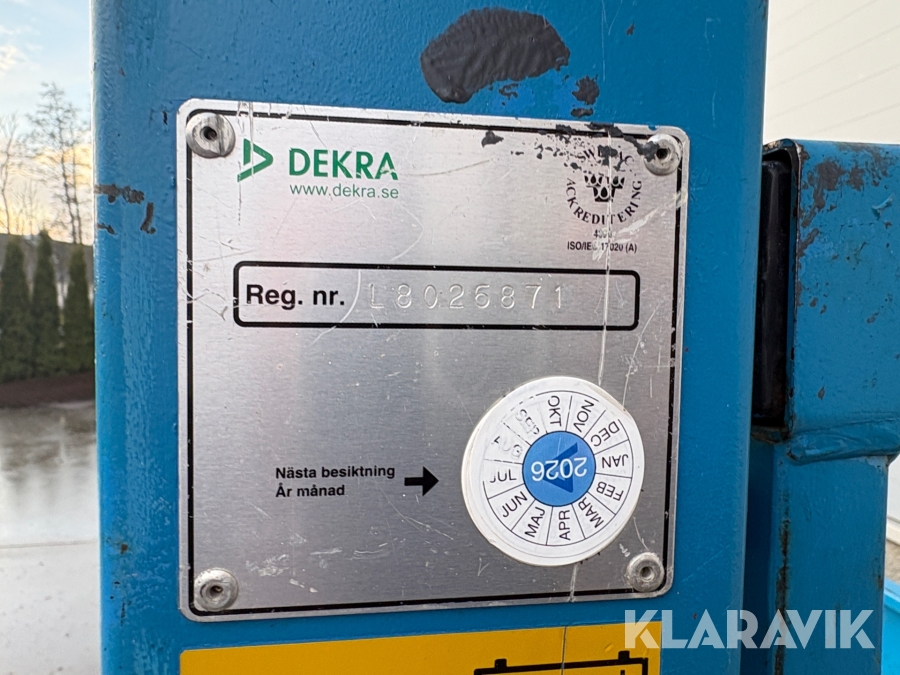 DEKRA
www.dekra.se
ACKREDITERING
ISO/IEC 17020 (A)
Reg. nr. L8026871
Nästa besiktning
År månad
2026
JAN
FEB
MAR
APR
MAJ
JUN
JUL
OKT
NOV
DEC
KLARAVIK